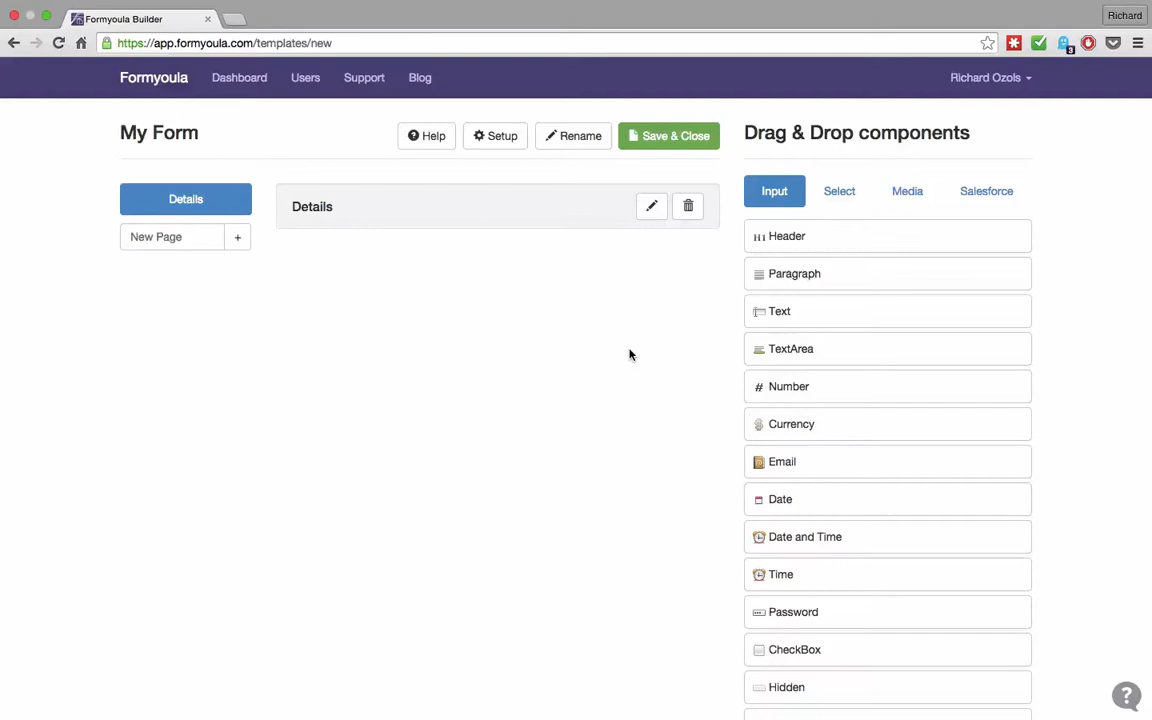 Formyoula Builder
Richard
https://app.formyoula.com/templates/new
3
Formyoula Dashboard Users Support Blog Richard Ozols
My Form
Help Setup Rename Save & Close
Drag & Drop components
Details
New Page +
Details
Input Select Media Salesforce
H1 Header
Paragraph
Text
TextArea
# Number
Currency
Email
Date
Date and Time
Time
Password
CheckBox
Hidden
?